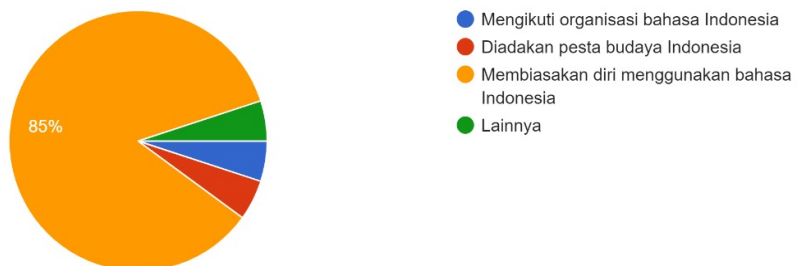 85%
Mengikuti organisasi bahasa Indonesia
Diadakan pesta budaya Indonesia
Membiasakan diri menggunakan bahasa
Indonesia
Lainnya